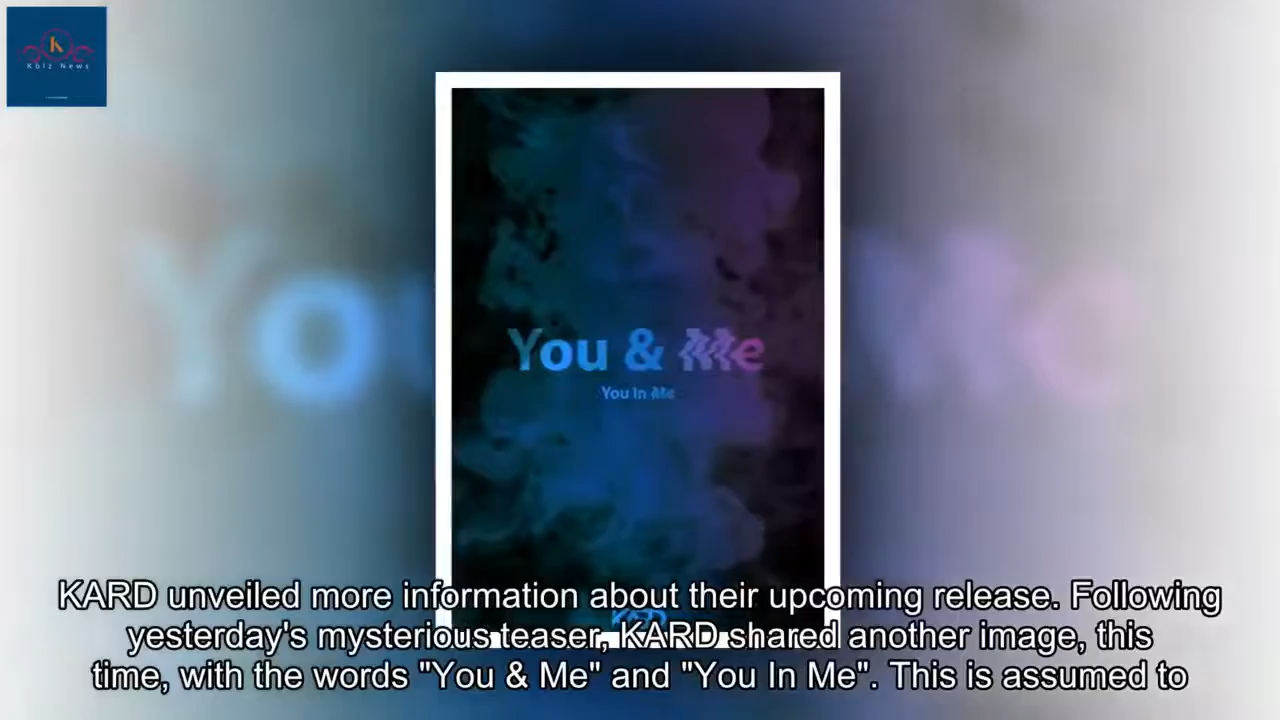 K
Kbiz News
You & Me
You In Me
KARD
KARD unveiled more information about their upcoming release. Following
yesterday's mysterious teaser, KARD shared another image, this
time, with the words "You & Me" and "You In Me". This is assumed to